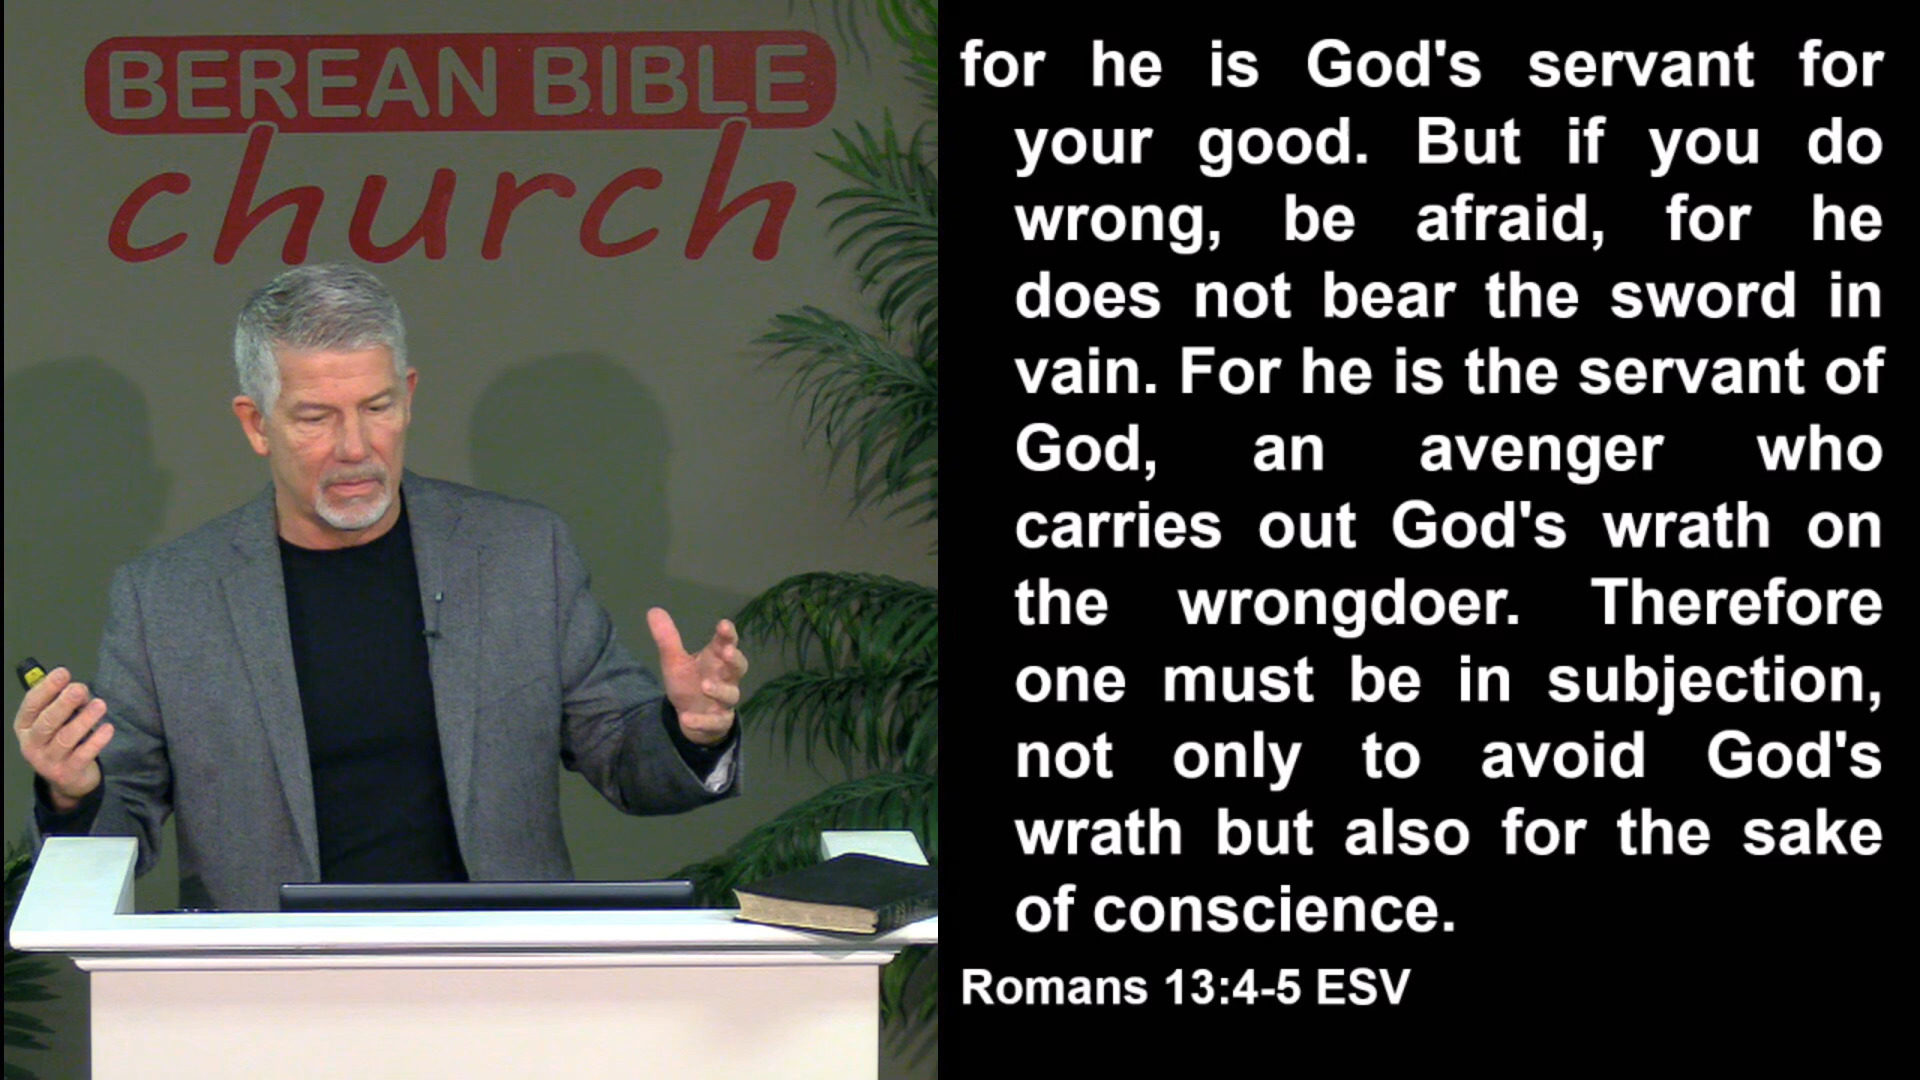 BEREAN BIBLE
church
for he is God's servant for
your good. But if you do
wrong, be afraid, for he
does not bear the sword in
vain. For he is the servant of
God, an avenger who
carries out God's wrath on
the wrongdoer. Therefore
one must be in subjection,
not only to avoid God's
wrath but also for the sake
of conscience.
Romans 13:4-5 ESV